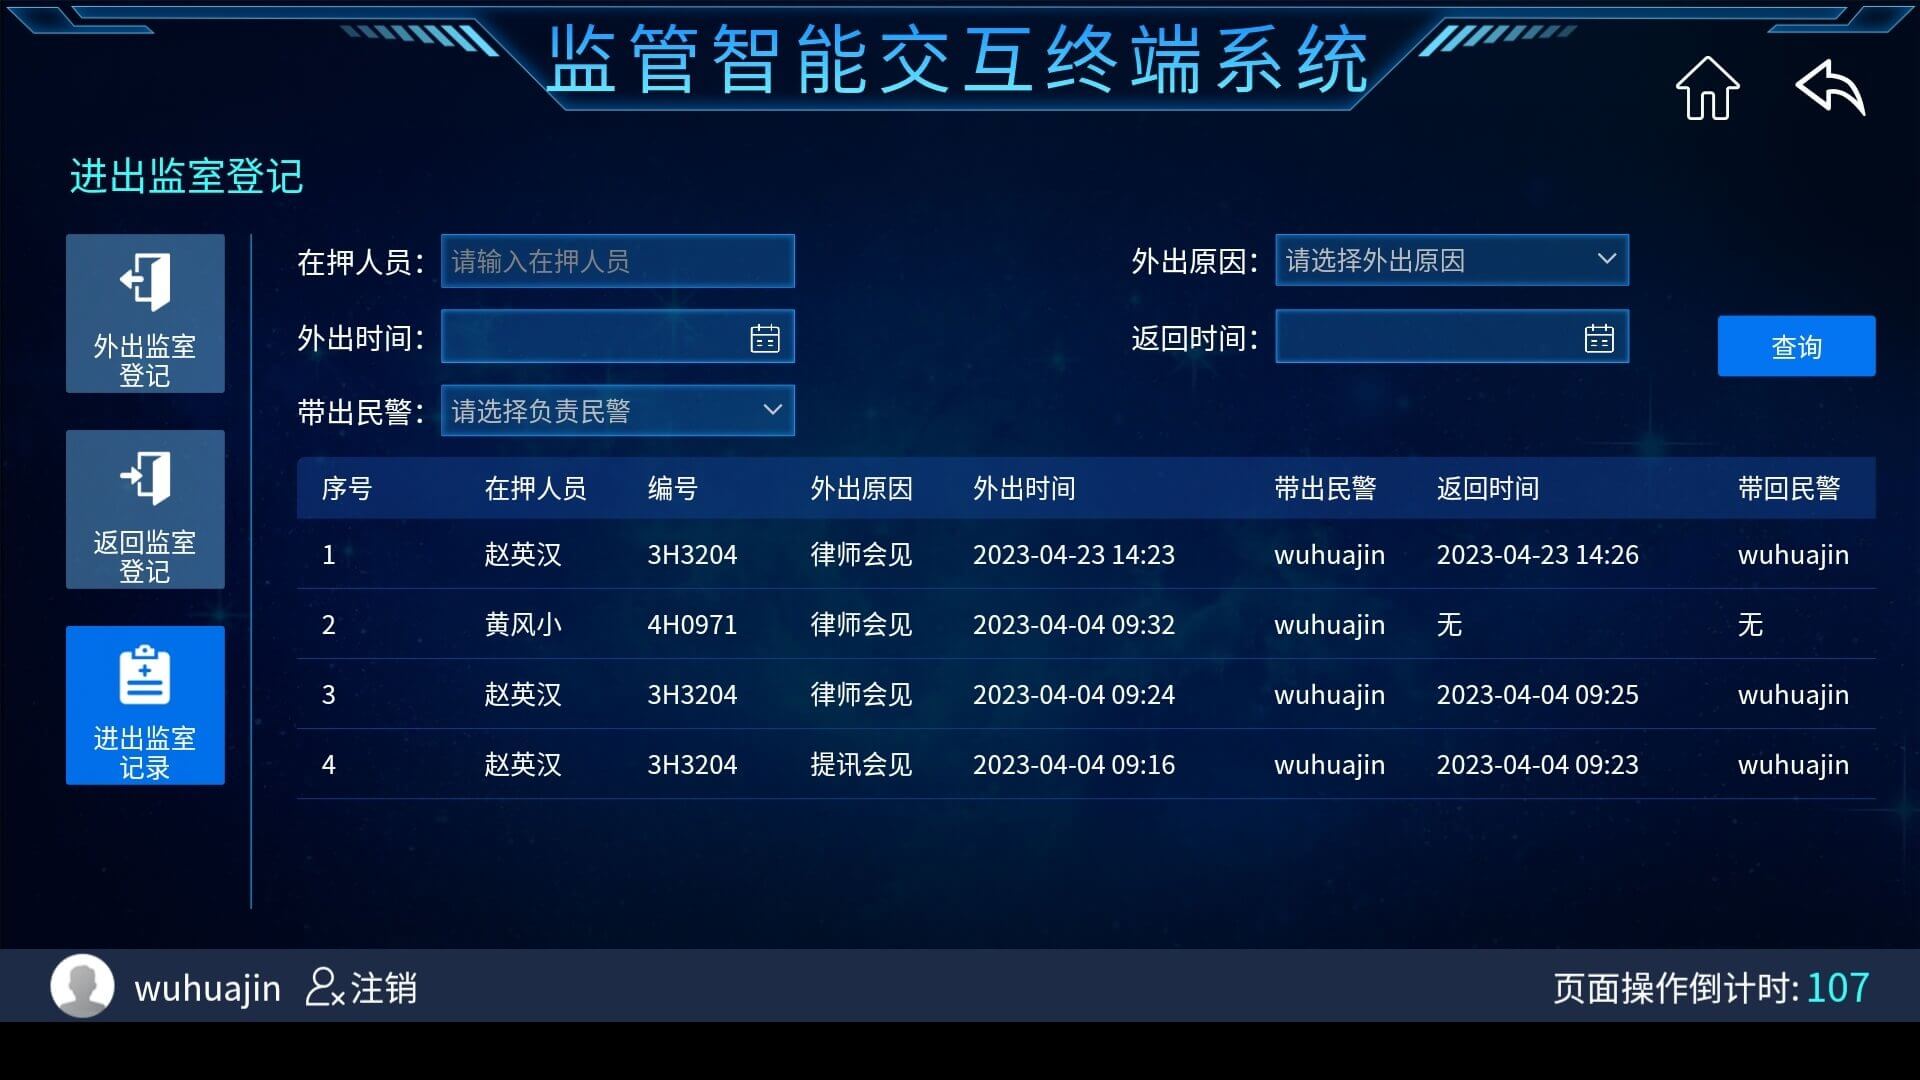 监管智能交互终端系统
进出监室登记
外出监室
登记
返回监室
登记
进出监室
记录
在押人员： 请输入在押人员 外出原因： 请选择外出原因
外出时间： 返回时间： 查询
带出民警： 请选择负责民警
序号 在押人员 编号 外出原因 外出时间 带出民警 返回时间 带回民警
1 赵英汉 3H3204 律师会见 2023-04-23 14:23 wuhuajin 2023-04-23 14:26 wuhuajin
2 黄风小 4H0971 律师会见 2023-04-04 09:32 wuhuajin 无 无
3 赵英汉 3H3204 律师会见 2023-04-04 09:24 wuhuajin 2023-04-04 09:25 wuhuajin
4 赵英汉 3H3204 提讯会见 2023-04-04 09:16 wuhuajin 2023-04-04 09:23 wuhuajin
wuhuajin 注销 页面操作倒计时: 107